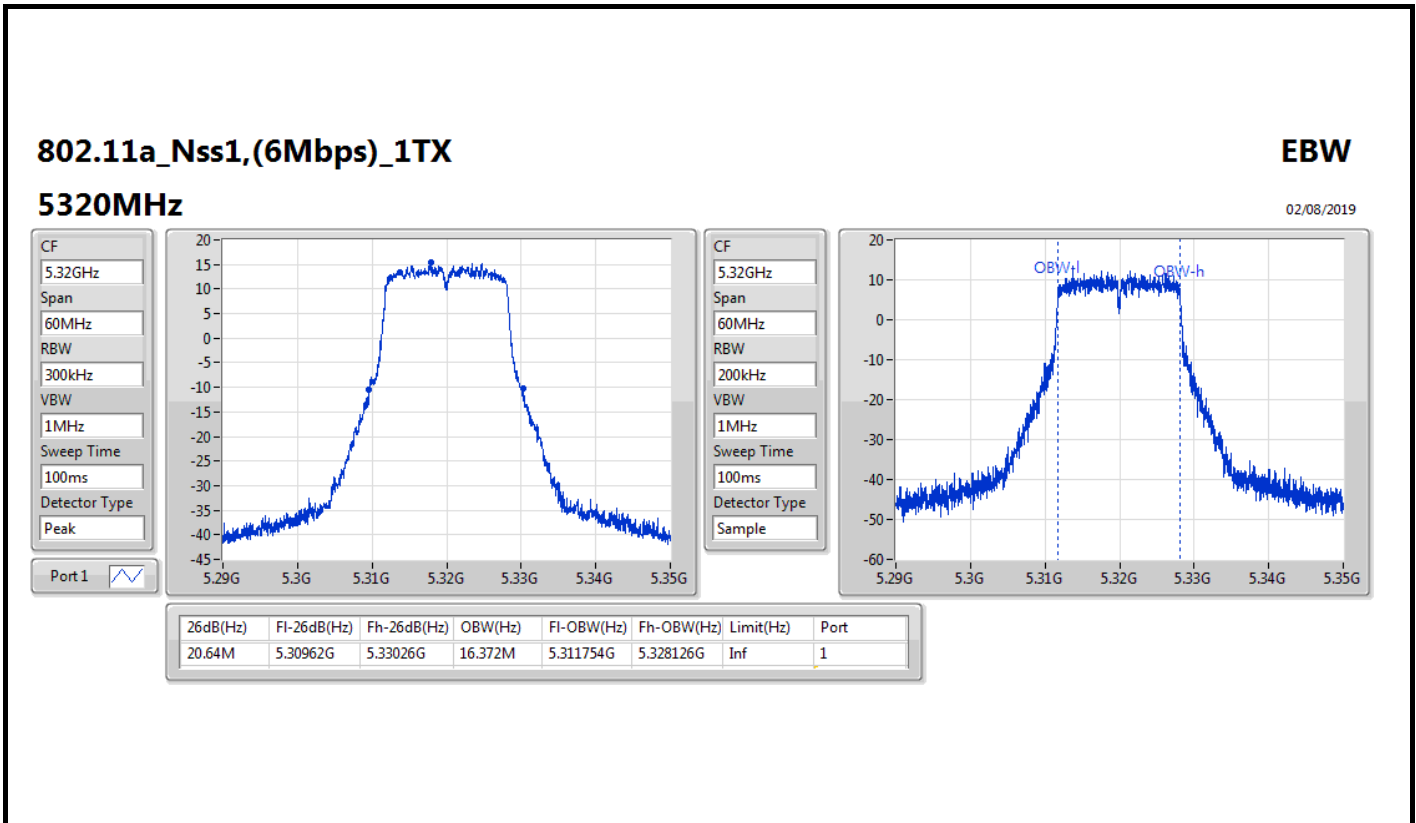 802.11a_Nss1,(6Mbps)_1TX
EBW
5320MHz
02/08/2019
CF
5.32GHz
Span
60MHz
RBW
300kHz
VBW
1MHz
Sweep Time
100ms
Detector Type
Peak
Port 1
20
15
10
5
0
-5
-10
-15
-20
-25
-30
-35
-40
-45
5.29G 5.3G 5.31G 5.32G 5.33G 5.34G 5.35G
CF
5.32GHz
Span
60MHz
RBW
200kHz
VBW
1MHz
Sweep Time
100ms
Detector Type
Sample
20
10
0
-10
-20
-30
-40
-50
-60
OBW-l OBW-h
5.29G 5.3G 5.31G 5.32G 5.33G 5.34G 5.35G
26dB(Hz) Fl-26dB(Hz) Fh-26dB(Hz) OBW(Hz) Fl-OBW(Hz) Fh-OBW(Hz) Limit(Hz) Port
20.64M 5.30962G 5.33026G 16.372M 5.311754G 5.328126G Inf 1